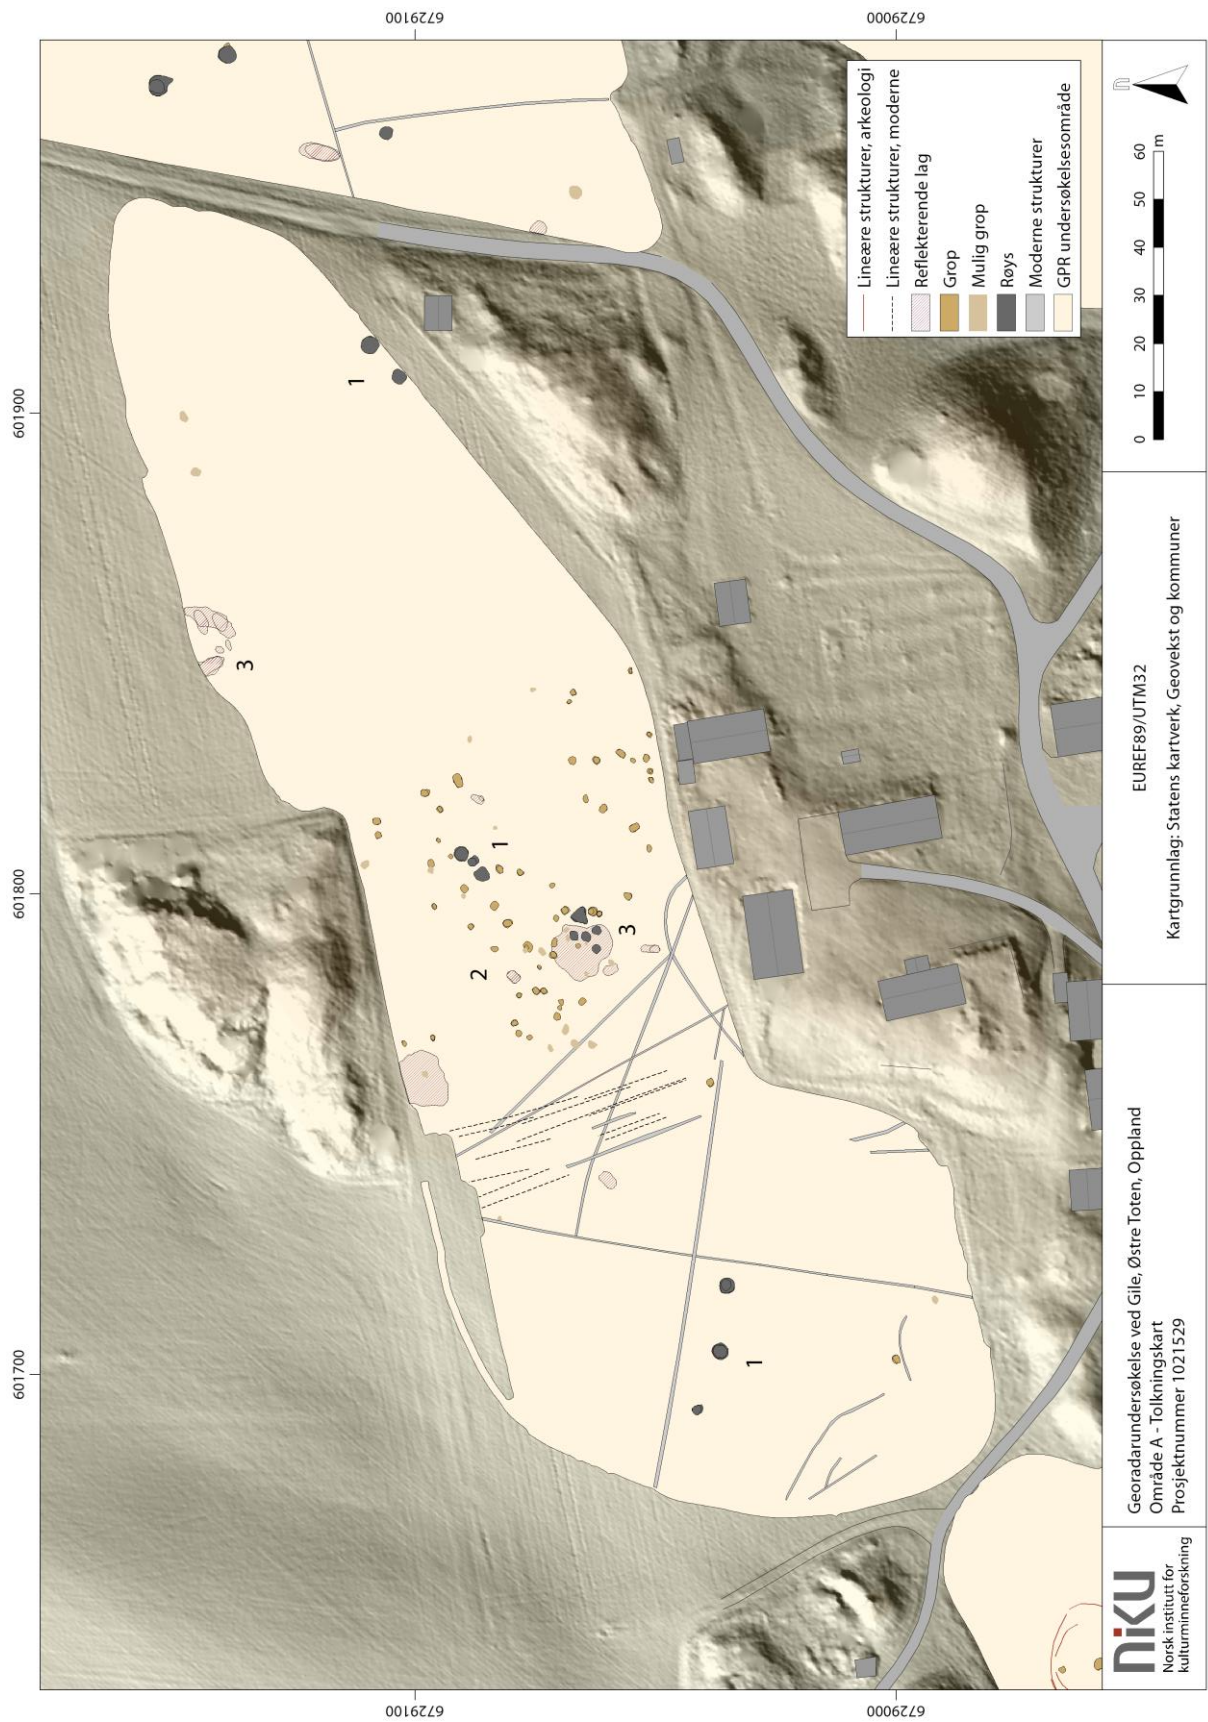 601700
601800
601900
6729100
6729100
6729000
6729000
1
1
1
2
3
3
Lineære strukturer, arkeologi
Lineære strukturer, moderne
Reflekterende lag
Grop
Mulig grop
Røys
Moderne strukturer
GPR undersøkelsesområde
niku
Norsk institutt for
kulturminneforskning
Georadarundersøkelse ved Gile, Østre Toten, Oppland
Område A - Tolkningskart
Prosjektnummer 1021529
EUREF89/UTM32
Kartgrunnlag: Statens kartverk, Geovekst og kommuner
0 10 20 30 40 50 60
m
n